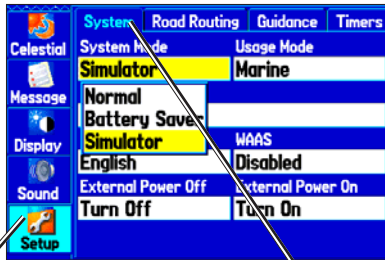 System Road Routing Guidance Timers
Celestial
System Mode Usage Mode
Simulator Marine
Message
Normal
Battery Saver
Simulator
Display
WAAS
English Disabled
Sound
External Power Off External Power On
Turn Off Turn On
Setup